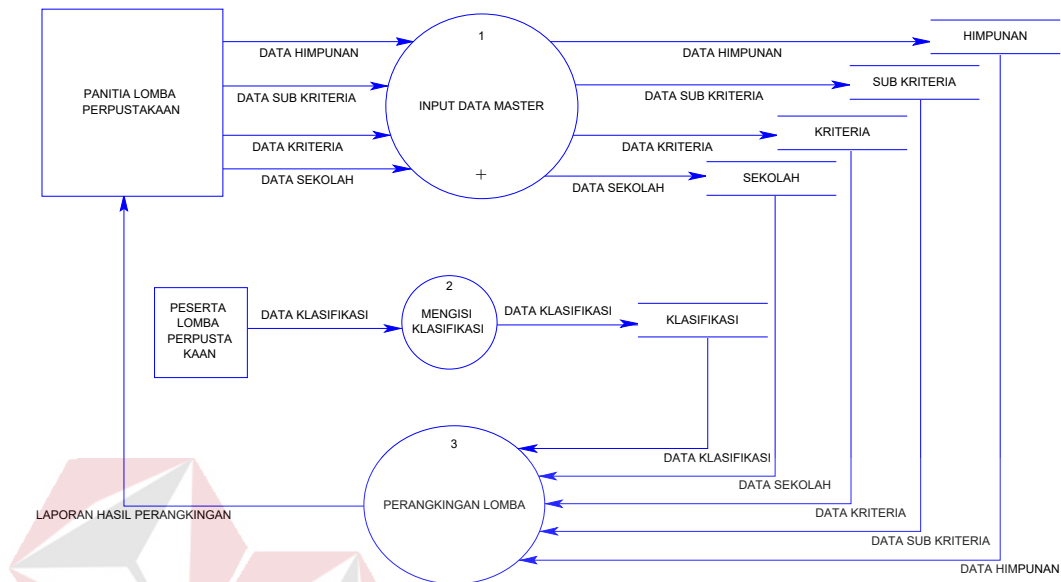 PANITIA LOMBA
PERPUSTAKAAN
DATA HIMPUNAN
DATA SUB KRITERIA
DATA KRITERIA
DATA SEKOLAH
1
INPUT DATA MASTER
+
DATA HIMPUNAN
DATA SUB KRITERIA
DATA KRITERIA
DATA SEKOLAH
HIMPUNAN
SUB KRITERIA
KRITERIA
SEKOLAH
PESERTA
LOMBA
PERPUSTA
KAAN
DATA KLASIFIKASI
2
MENGISI
KLASIFIKASI
DATA KLASIFIKASI
KLASIFIKASI
3
PERANGKINGAN LOMBA
DATA KLASIFIKASI
DATA SEKOLAH
DATA KRITERIA
DATA SUB KRITERIA
DATA HIMPUNAN
LAPORAN HASIL PERANGKINGAN